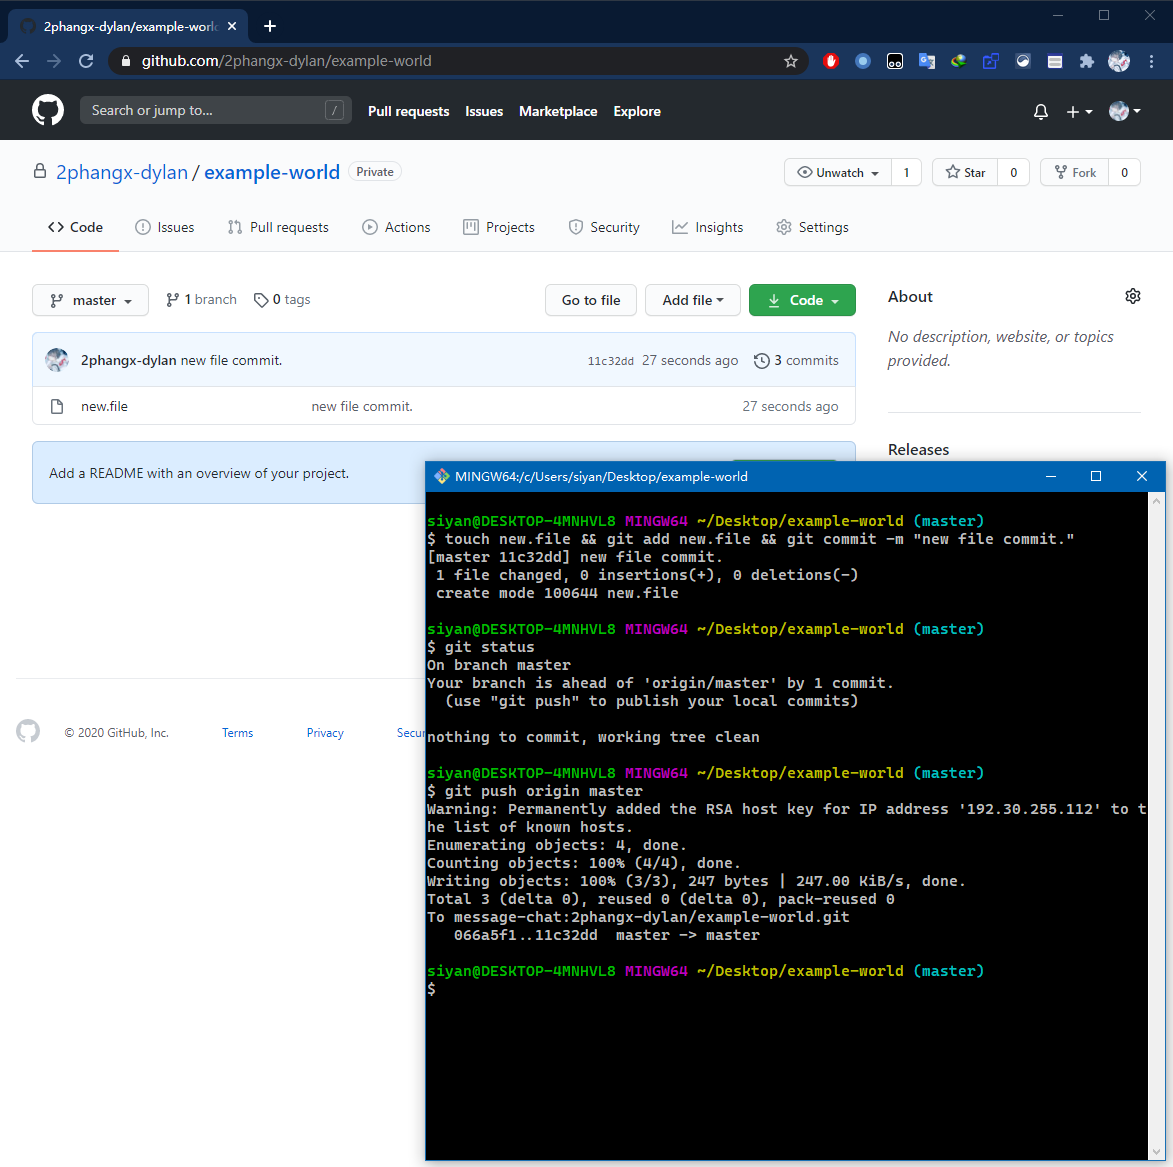 2phangx-dylan/example-worl
github.com/2phangx-dylan/example-world
Search or jump to... /
Pull requests Issues Marketplace Explore
2phangx-dylan / example-world Private
Unwatch 1 Star 0 Fork 0
Code Issues Pull requests Actions Projects Security Insights Settings
master 1 branch 0 tags Go to file Add file Code
About
No description, website, or topics
provided.
2phangx-dylan new file commit. 11c32dd 27 seconds ago 3 commits
new.file new file commit. 27 seconds ago
Releases
Add a README with an overview of your project.
© 2020 GitHub, Inc. Terms Privacy Secur
MINGW64:/c/Users/siyan/Desktop/example-world
siyan@DESKTOP-4MNHVL8 MINGW64 ~/Desktop/example-world (master)
$ touch new.file && git add new.file && git commit -m "new file commit."
[master 11c32dd] new file commit.
1 file changed, 0 insertions(+), 0 deletions(-)
create mode 100644 new.file
siyan@DESKTOP-4MNHVL8 MINGW64 ~/Desktop/example-world (master)
$ git status
On branch master
Your branch is ahead of 'origin/master' by 1 commit.
(use "git push" to publish your local commits)
nothing to commit, working tree clean
siyan@DESKTOP-4MNHVL8 MINGW64 ~/Desktop/example-world (master)
$ git push origin master
Warning: Permanently added the RSA host key for IP address '192.30.255.112' to t
he list of known hosts.
Enumerating objects: 4, done.
Counting objects: 100% (4/4), done.
Writing objects: 100% (3/3), 247 bytes | 247.00 KiB/s, done.
Total 3 (delta 0), reused 0 (delta 0), pack-reused 0
To message-chat:2phangx-dylan/example-world.git
066a5f1..11c32dd master -> master
siyan@DESKTOP-4MNHVL8 MINGW64 ~/Desktop/example-world (master)
$